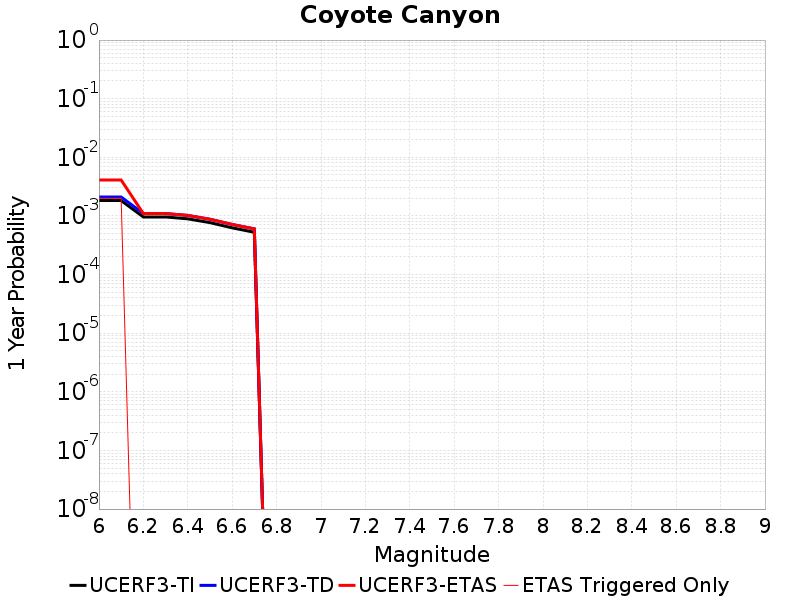 Coyote Canyon
1 Year Probability
10^0
10^-1
10^-2
10^-3
10^-4
10^-5
10^-6
10^-7
10^-8
6 6.2 6.4 6.6 6.8 7 7.2 7.4 7.6 7.8 8 8.2 8.4 8.6 8.8 9
Magnitude
UCERF3-TI UCERF3-TD UCERF3-ETAS ETAS Triggered Only